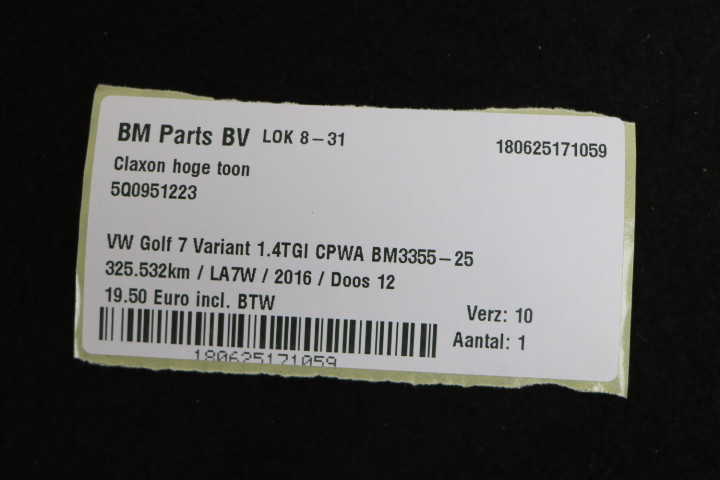 BM Parts BV LOK 8-31 180625171059
Claxon hoge toon
5Q0951223
VW Golf 7 Variant 1.4TGI CPWA BM3355-25
325.532km / LA7W / 2016 / Doos 12
19.50 Euro incl. BTW
Verz: 10
Aantal: 1
180625171059